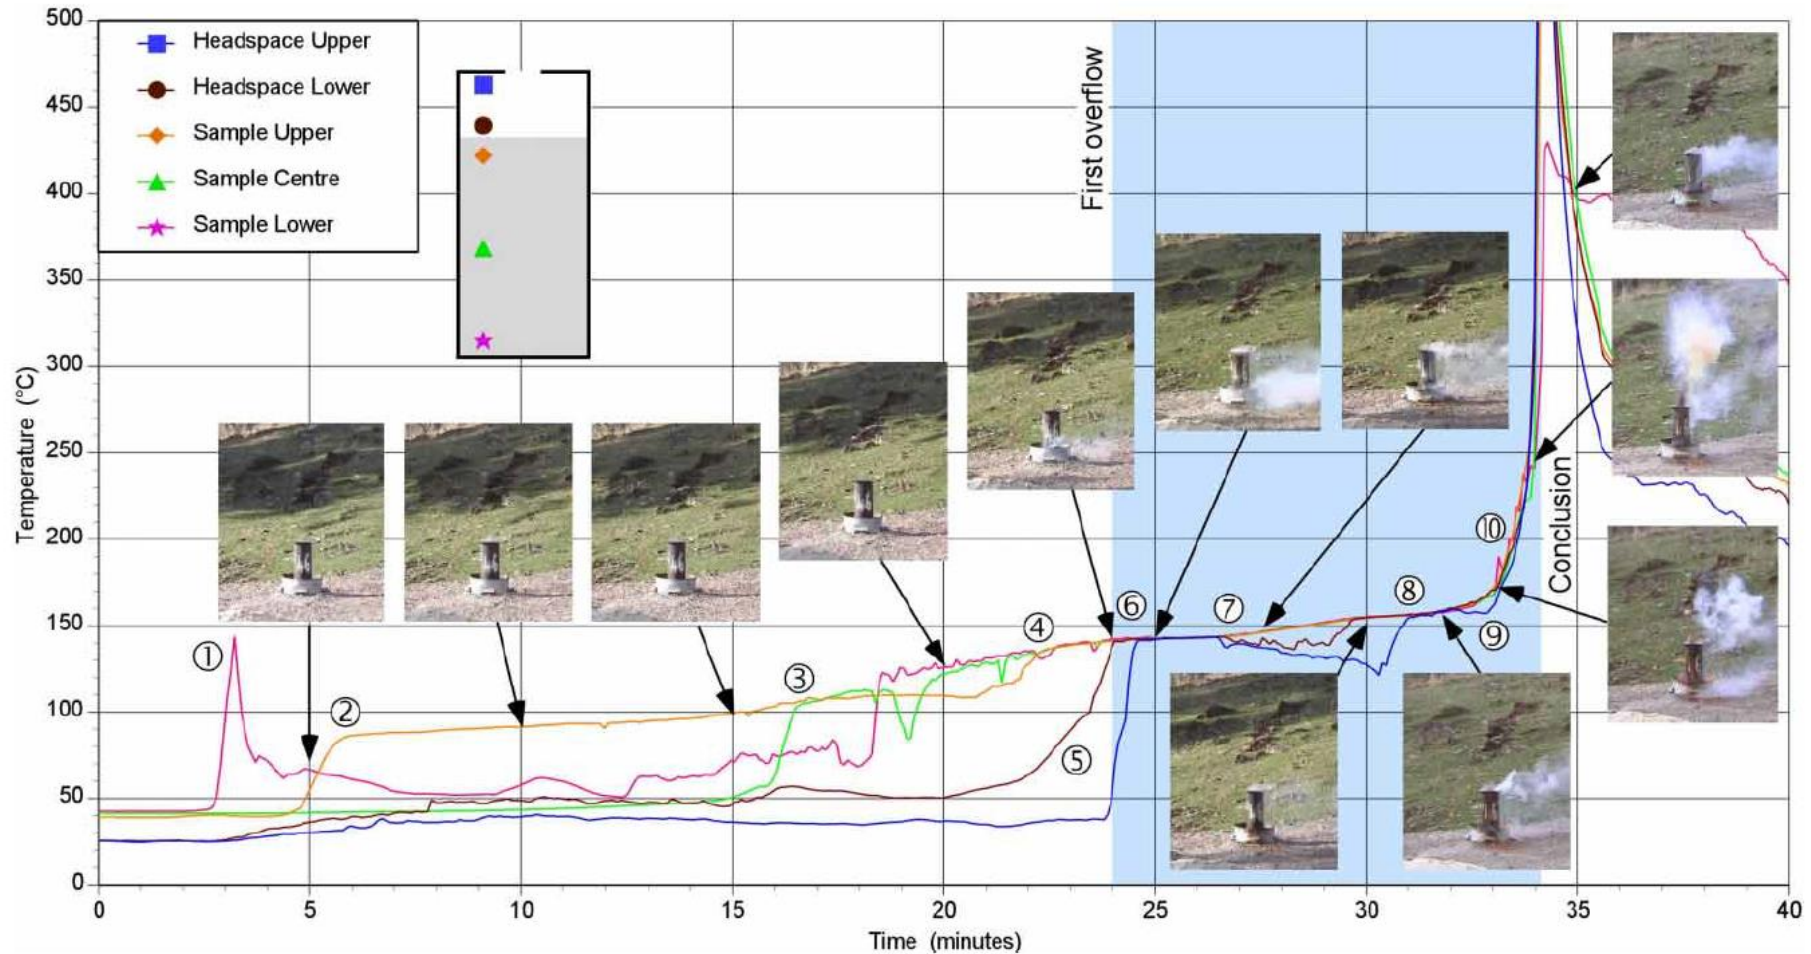 500
450
400
350
300
250
200
150
100
50
0
Temperature (°C)
Headspace Upper
Headspace Lower
Sample Upper
Sample Centre
Sample Lower
First overflow
Conclusion
①
②
③
④
⑤
⑥
⑦
⑧
⑨
⑩
0 5 10 15 20 25 30 35 40
Time (minutes)